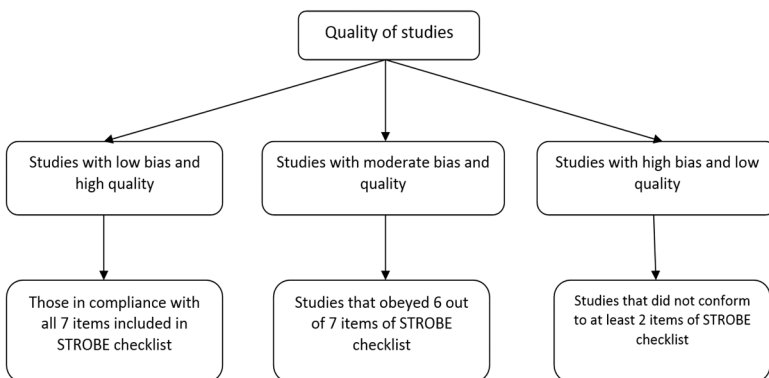 Quality of studies
Studies with low bias and
high quality
Studies with moderate bias and
quality
Studies with high bias and low
quality
Those in compliance with
all 7 items included in
STROBE checklist
Studies that obeyed 6 out
of 7 items of STROBE
checklist
Studies that did not conform
to at least 2 items of STROBE
checklist